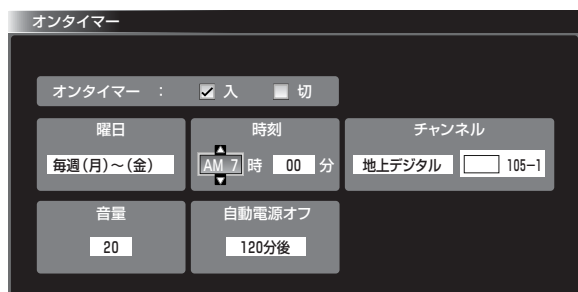 オンタイマー
オンタイマー : 入 切
曜日
毎週(月)~(金)
時刻
AM 7 時 00 分
チャンネル
地上デジタル 105-1
音量
20
自動電源オフ
120分後